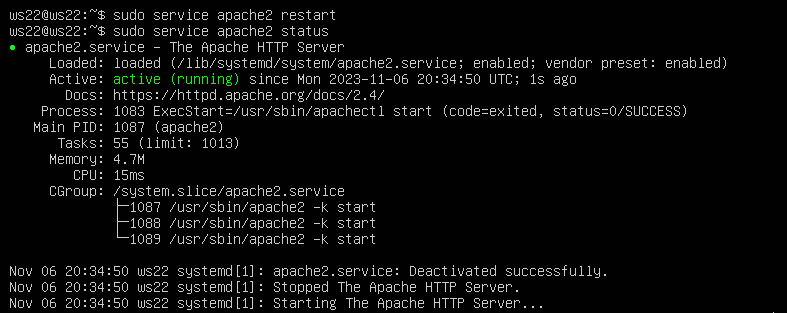 ws22@ws22:~$ sudo service apache2 restart
ws22@ws22:~$ sudo service apache2 status
● apache2.service - The Apache HTTP Server
     Loaded: loaded (/lib/systemd/system/apache2.service; enabled; vendor preset: enabled)
     Active: active (running) since Mon 2023-11-06 20:34:50 UTC; 1s ago
       Docs: https://httpd.apache.org/docs/2.4/
    Process: 1083 ExecStart=/usr/sbin/apachectl start (code=exited, status=0/SUCCESS)
   Main PID: 1087 (apache2)
      Tasks: 55 (limit: 1013)
     Memory: 4.7M
        CPU: 15ms
     CGroup: /system.slice/apache2.service
             ├─1087 /usr/sbin/apache2 -k start
             ├─1088 /usr/sbin/apache2 -k start
             └─1089 /usr/sbin/apache2 -k start

Nov 06 20:34:50 ws22 systemd[1]: apache2.service: Deactivated successfully.
Nov 06 20:34:50 ws22 systemd[1]: Stopped The Apache HTTP Server.
Nov 06 20:34:50 ws22 systemd[1]: Starting The Apache HTTP Server...